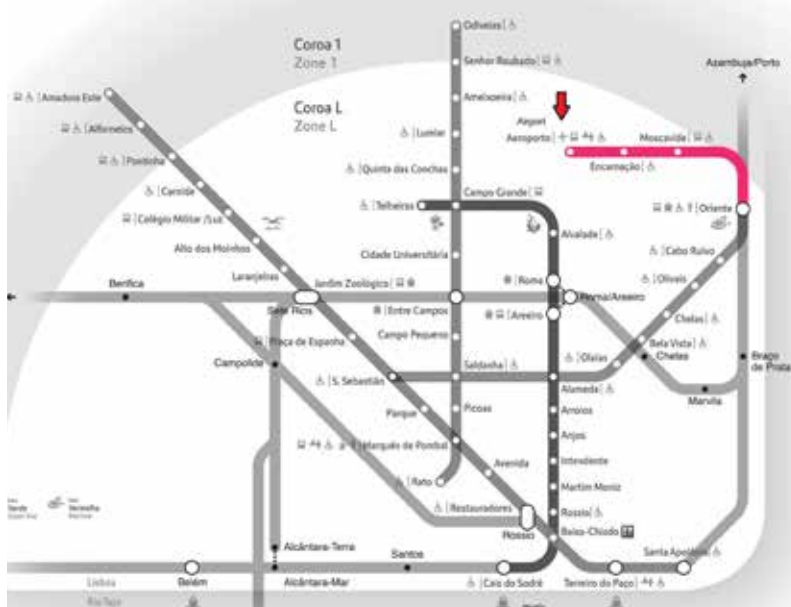 Odivelas
Coroa 1
Zone 1
Senhor Roubado
Azambuja/Porto
Amadora Este
Ameixoeira
Coroa L
Zone L
Airport
Aeroporto
Moscavide
Alfornelos
Lumiar
Pontinha
Encarnação
Quinta das Conchas
Carnide
Campo Grande
Telheiras
Oriente
Colégio Militar /Luz
Alvalade
Alto dos Moinhos
Cidade Universitária
Cabo Ruivo
Laranjeiras
Jardim Zoológico
Roma
Olivais
Benfica
Roma/Areeiro
Sete Rios
Entre Campos
Areeiro
Chelas
Praça de Espanha
Campo Pequeno
Bela Vista
Chelas
Braço
de Prata
Campolide
Saldanha
Olaias
S. Sebastião
Alameda
Marvila
Parque
Picoas
Arroios
Anjos
Marquês de Pombal
Avenida
Intendente
Rato
Martim Moniz
Restauradores
Rossio
Rossio
Baixa-Chiado
Verde
Vermelha
Alcântara-Terra
Santos
Santa Apolónia
Lisboa
Belém
Alcântara-Mar
Cais do Sodré
Terreiro do Paço
Rio Tejo